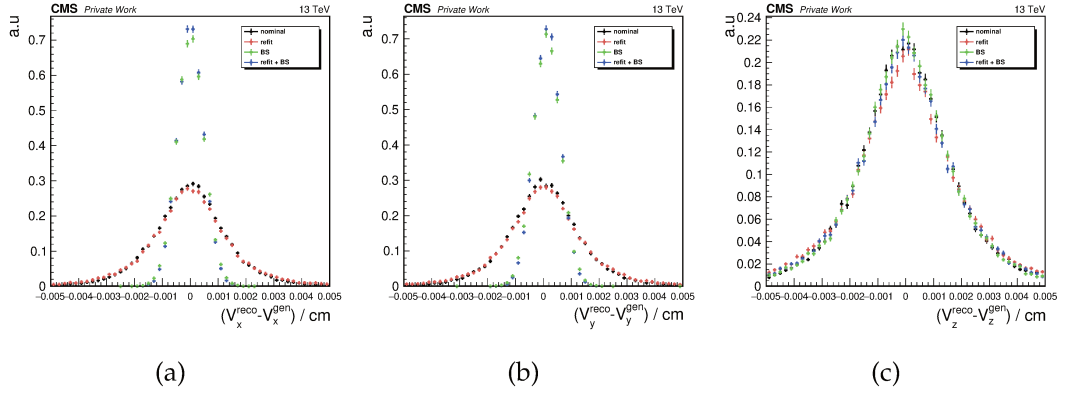 CMS Private Work 13 TeV
a.u
nominal
refit
BS
refit + BS
0.7
0.6
0.5
0.4
0.3
0.2
0.1
0
−0.005 −0.004 −0.003 −0.002 −0.001 0 0.001 0.002 0.003 0.004 0.005
(V_x^reco-V_x^gen) / cm
(a)
CMS Private Work 13 TeV
a.u
nominal
refit
BS
refit + BS
0.7
0.6
0.5
0.4
0.3
0.2
0.1
0
−0.005 −0.004 −0.003 −0.002 −0.001 0 0.001 0.002 0.003 0.004 0.005
(V_y^reco-V_y^gen) / cm
(b)
CMS Private Work 13 TeV
a.u
nominal
refit
BS
refit + BS
0.24
0.22
0.2
0.18
0.16
0.14
0.12
0.1
0.08
0.06
0.04
0.02
0
−0.005 −0.004 −0.003 −0.002 −0.001 0 0.001 0.002 0.003 0.004 0.005
(V_z^reco-V_z^gen) / cm
(c)